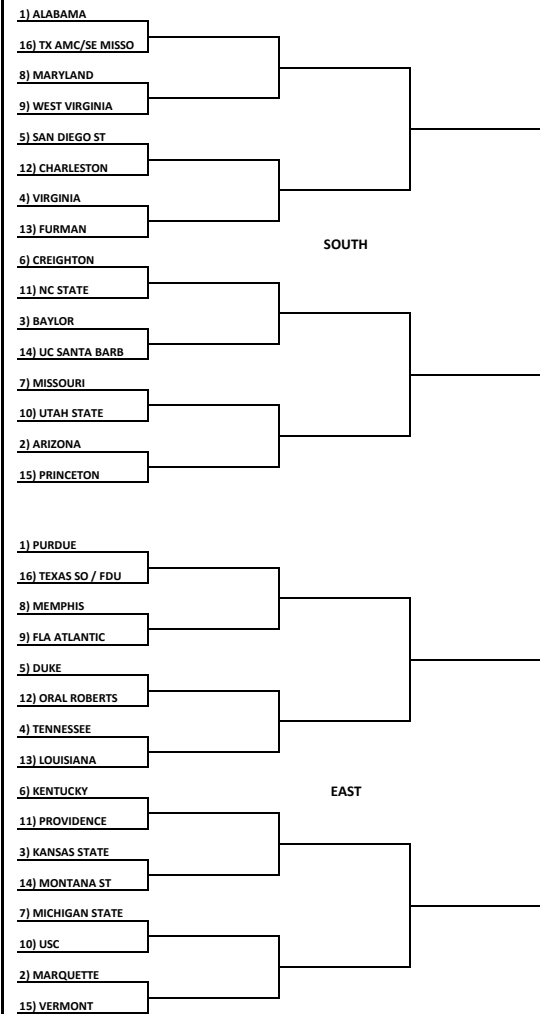 1) ALABAMA
16) TX AMC/SE MISSO
8) MARYLAND
9) WEST VIRGINIA
5) SAN DIEGO ST
12) CHARLESTON
4) VIRGINIA
13) FURMAN
SOUTH
6) CREIGHTON
11) NC STATE
3) BAYLOR
14) UC SANTA BARB
7) MISSOURI
10) UTAH STATE
2) ARIZONA
15) PRINCETON
1) PURDUE
16) TEXAS SO / FDU
8) MEMPHIS
9) FLA ATLANTIC
5) DUKE
12) ORAL ROBERTS
4) TENNESSEE
13) LOUISIANA
6) KENTUCKY
EAST
11) PROVIDENCE
3) KANSAS STATE
14) MONTANA ST
7) MICHIGAN STATE
10) USC
2) MARQUETTE
15) VERMONT